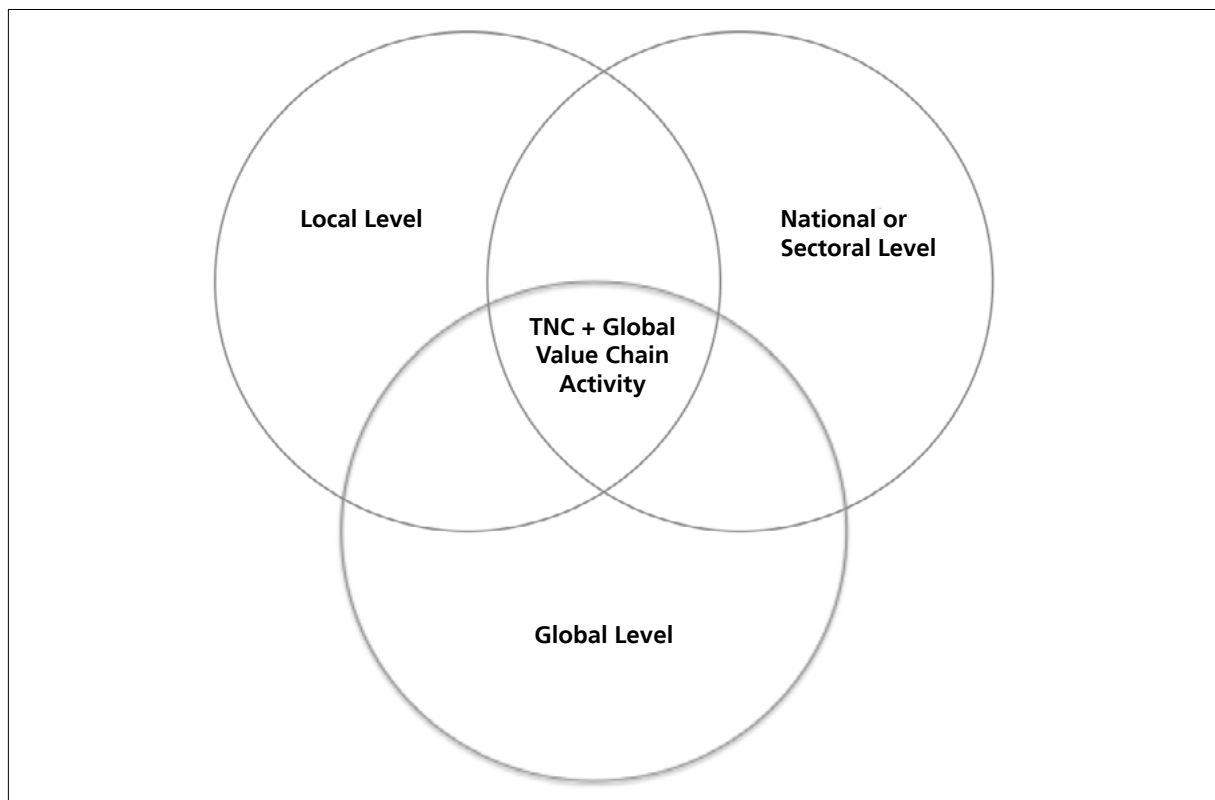 Local Level
National or
Sectoral Level
TNC + Global
Value Chain
Activity
Global Level